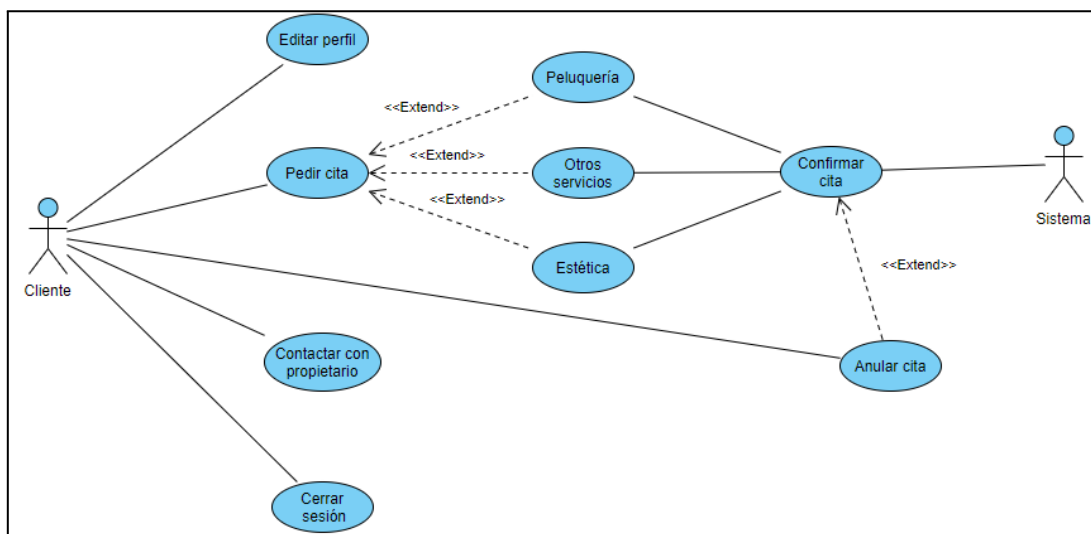 Editar perfil
Peluquería
<<Extend>>
Pedir cita
<<Extend>>
Otros
servicios
Confirmar
cita
Sistema
<<Extend>>
Estética
<<Extend>>
Cliente
Contactar con
propietario
Anular cita
Cerrar
sesión